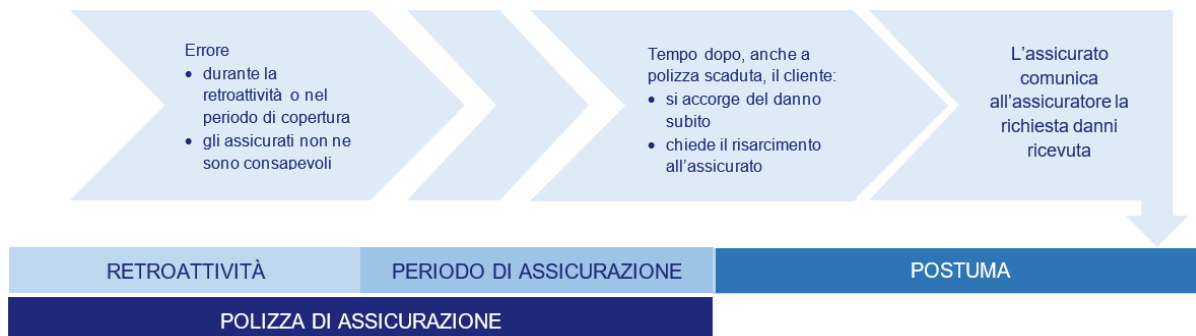 Errore
• durante la
retroattività o nel
periodo di copertura
• gli assicurati non ne
sono consapevoli
Tempo dopo, anche a
polizza scaduta, il cliente:
• si accorge del danno
subito
• chiede il risarcimento
all’assicurato
L’assicurato
comunica
all’assicuratore la
richiesta danni
ricevuta
RETROATTIVITÀ
PERIODO DI ASSICURAZIONE
POSTUMA
POLIZZA DI ASSICURAZIONE